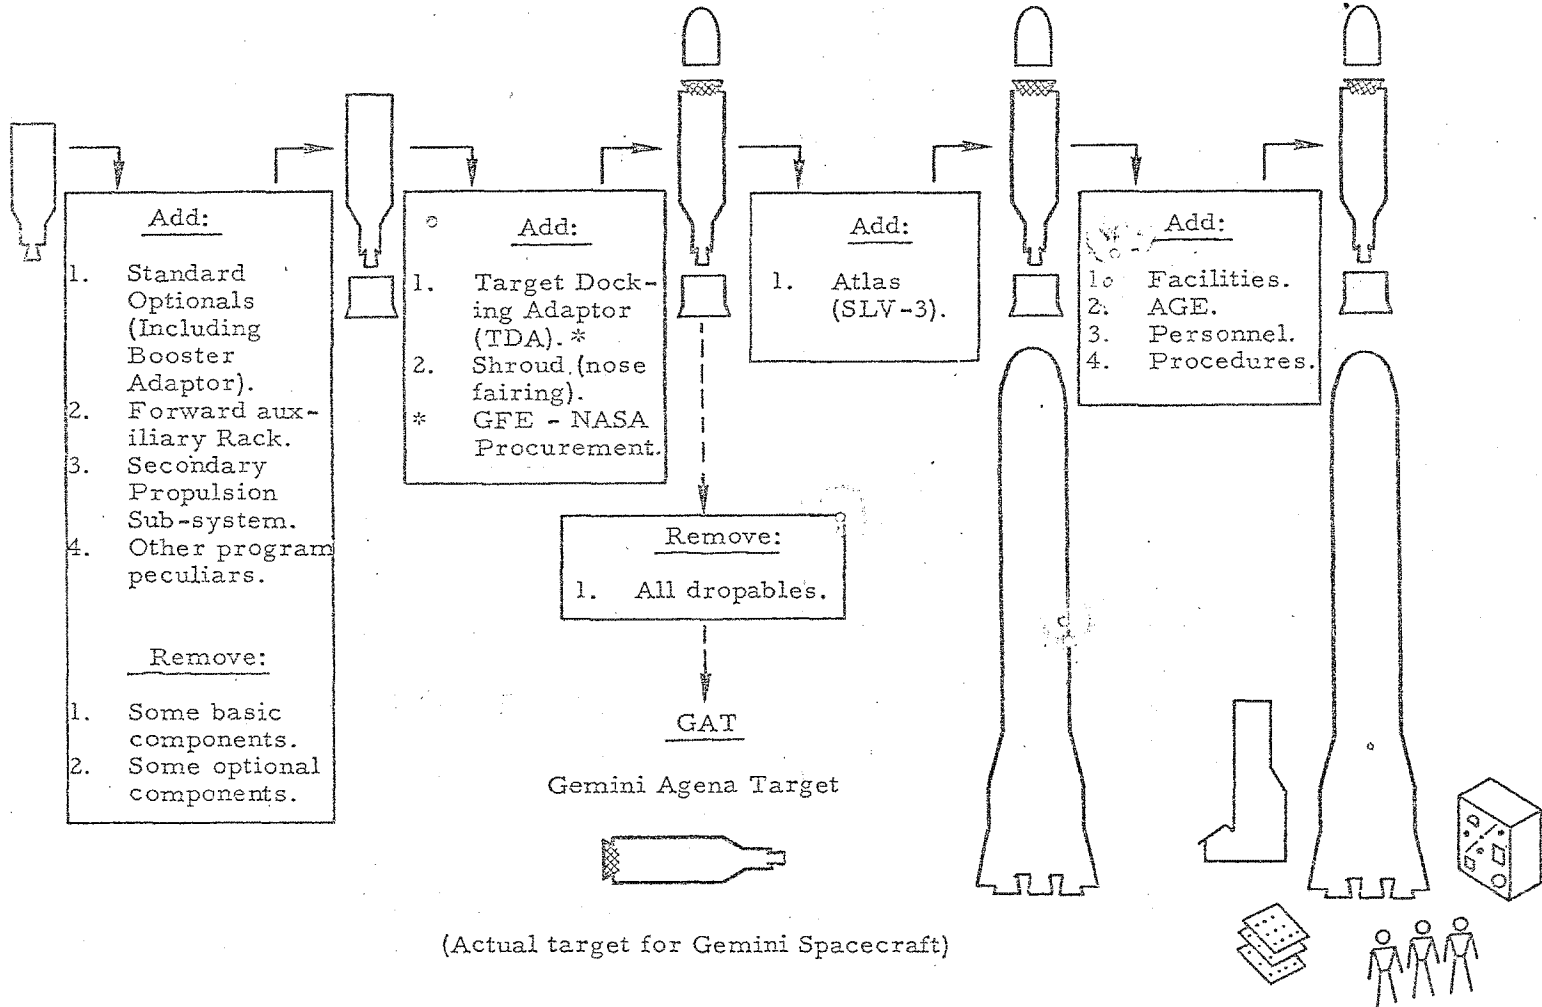 Add:
1. Standard
Optionals
(Including
Booster
Adaptor).
2. Forward aux-
iliary Rack.
3. Secondary
Propulsion
Sub-system.
4. Other program
peculiars.
Remove:
1. Some basic
components.
2. Some optional
components.
Add:
1. Target Dock-
ing Adaptor
(TDA). *
2. Shroud (nose
fairing).
* GFE - NASA
Procurement.
Remove:
1. All dropables.
GAT
Gemini Agena Target
(Actual target for Gemini Spacecraft)
Add:
1. Atlas
(SLV-3).
Add:
1. Facilities.
2. AGE.
3. Personnel.
4. Procedures.